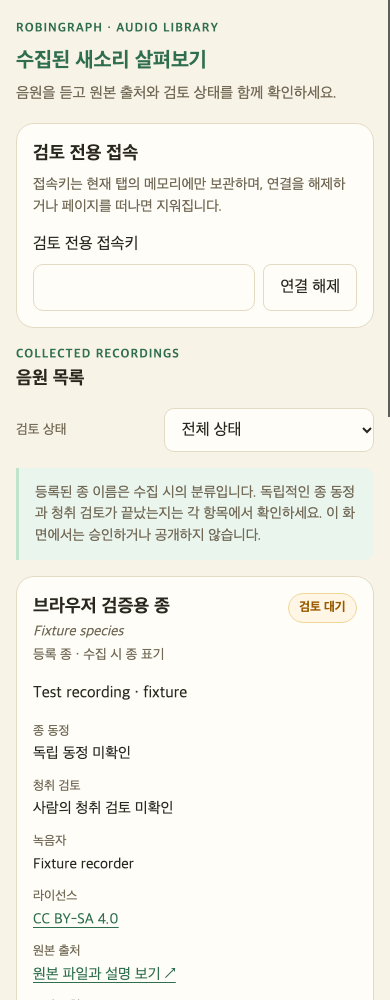 ROBINGRAPH · AUDIO LIBRARY
수집된 새소리 살펴보기
음원을 듣고 원본 출처와 검토 상태를 함께 확인하세요.
검토 전용 접속
접속키는 현재 탭의 메모리에만 보관하며, 연결을 해제하
거나 페이지를 떠나면 지워집니다.
검토 전용 접속키
연결 해제
COLLECTED RECORDINGS
음원 목록
검토 상태
전체 상태
등록된 종 이름은 수집 시의 분류입니다. 독립적인 종 동정
과 청취 검토가 끝났는지는 각 항목에서 확인하세요. 이 화
면에서는 승인하거나 공개하지 않습니다.
브라우저 검증용 종
검토 대기
Fixture species
등록 종 · 수집 시 종 표기
Test recording · fixture
종 동정
독립 동정 미확인
청취 검토
사람의 청취 검토 미확인
녹음자
Fixture recorder
라이선스
CC BY-SA 4.0
원본 출처
원본 파일과 설명 보기 ↗